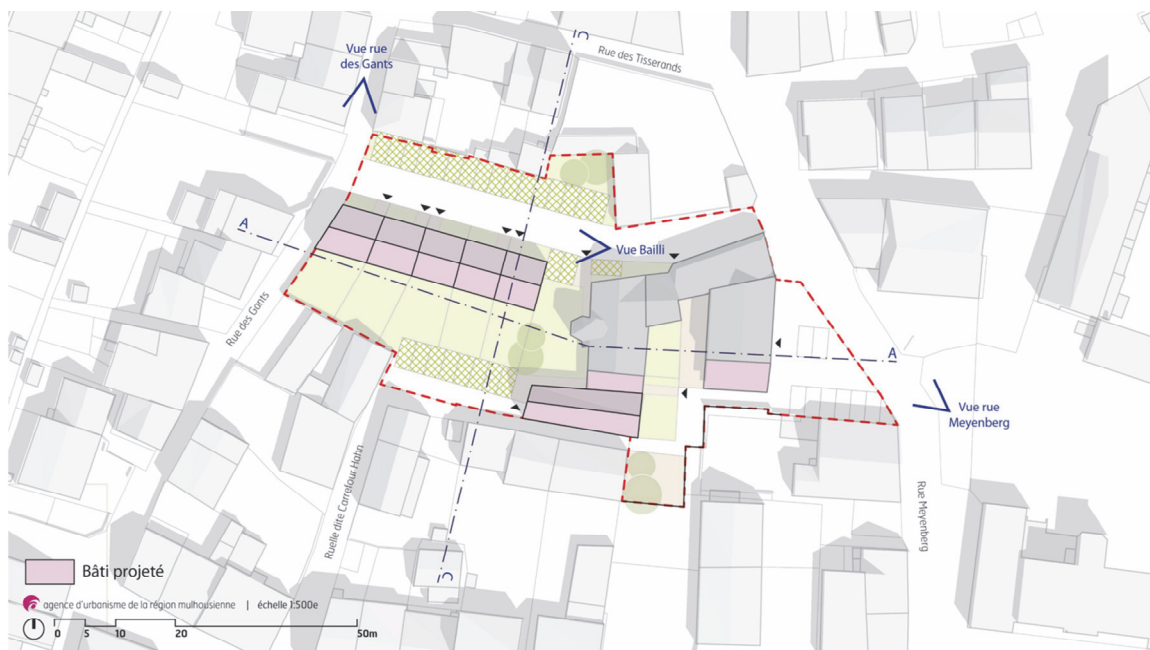 Vue rue
des Gants
C
Rue des Tisserands
A
Vue Bailli
Rue des Gants
A
Vue rue
Meyenberg
Ruelle dite Carrefour Hahn
Rue Meyenberg
C
Bâti projeté
agence d'urbanisme de la région mulhousienne | échelle 1:500e
0 5 10 20 50m